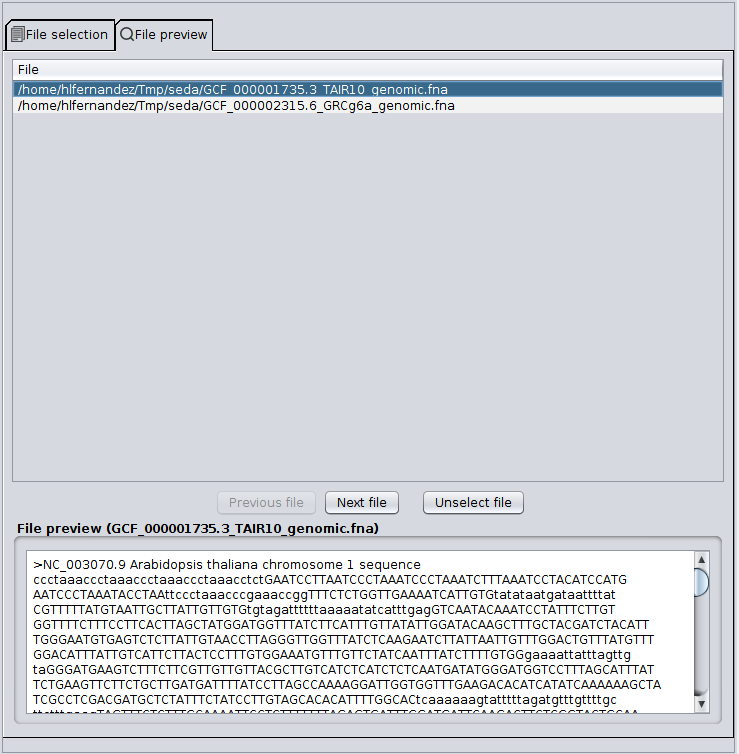 File selection
File preview
File
/home/hlfernandez/Tmp/seda/GCF_000001735.3_TAIR10_genomic.fna
/home/hlfernandez/Tmp/seda/GCF_000002315.6_GRCg6a_genomic.fna
Previous file
Next file
Unselect file
File preview (GCF_000001735.3_TAIR10_genomic.fna)
>NC_003070.9 Arabidopsis thaliana chromosome 1 sequence
ccctaaaccctaaaccctaaaccctaaacctctGAATCCTTAATCCCTAAATCCCTAAATCTTTAAATCCTACATCCATG
AATCCCTAAATACCTAAttccctaaacccgaaaccggTTTCTCTGGTTGAAAATCATTGTGtatataatgataattttat
CGTTTTTATGTAATTGCTTATTGTTGTGtgtagattttttaaaaatatcatttgagGTCAATACAAATCCTATTTCTTGT
GGTTTTCTTTCCTTCACTTAGCTATGGATGGTTTATCTTCATTTGTTATATTGGATACAAGCTTTGCTACGATCTACATT
TGGGAATGTGAGTCTCTTATTGTAACCTTAGGGTTGGTTTATCTCAAGAATCTTATTAATTGTTTGGACTGTTTATGTTT
GGACATTTATTGTCATTCTTACTCCTTTGTGGAAATGTTTGTTCTATCAATTTATCTTTTGTGGgaaaattatttagttg
taGGGATGAAGTCTTTCTTCGTTGTTGTTACGCTTGTCATCTCATCTCTCAATGATATGGGATGGTCCTTTAGCATTTAT
TCTGAAGTTCTTCTGCTTGATGATTTTATCCTTAGCCAAAAGGATTGGTGGTTTGAAGACACATCATATCAAAAAAGCTA
TCGCCTCGACGATGCTCTATTTCTATCCTTGTAGCACACATTTTGGCACtcaaaaaagtatttttagatgtttgttttgc